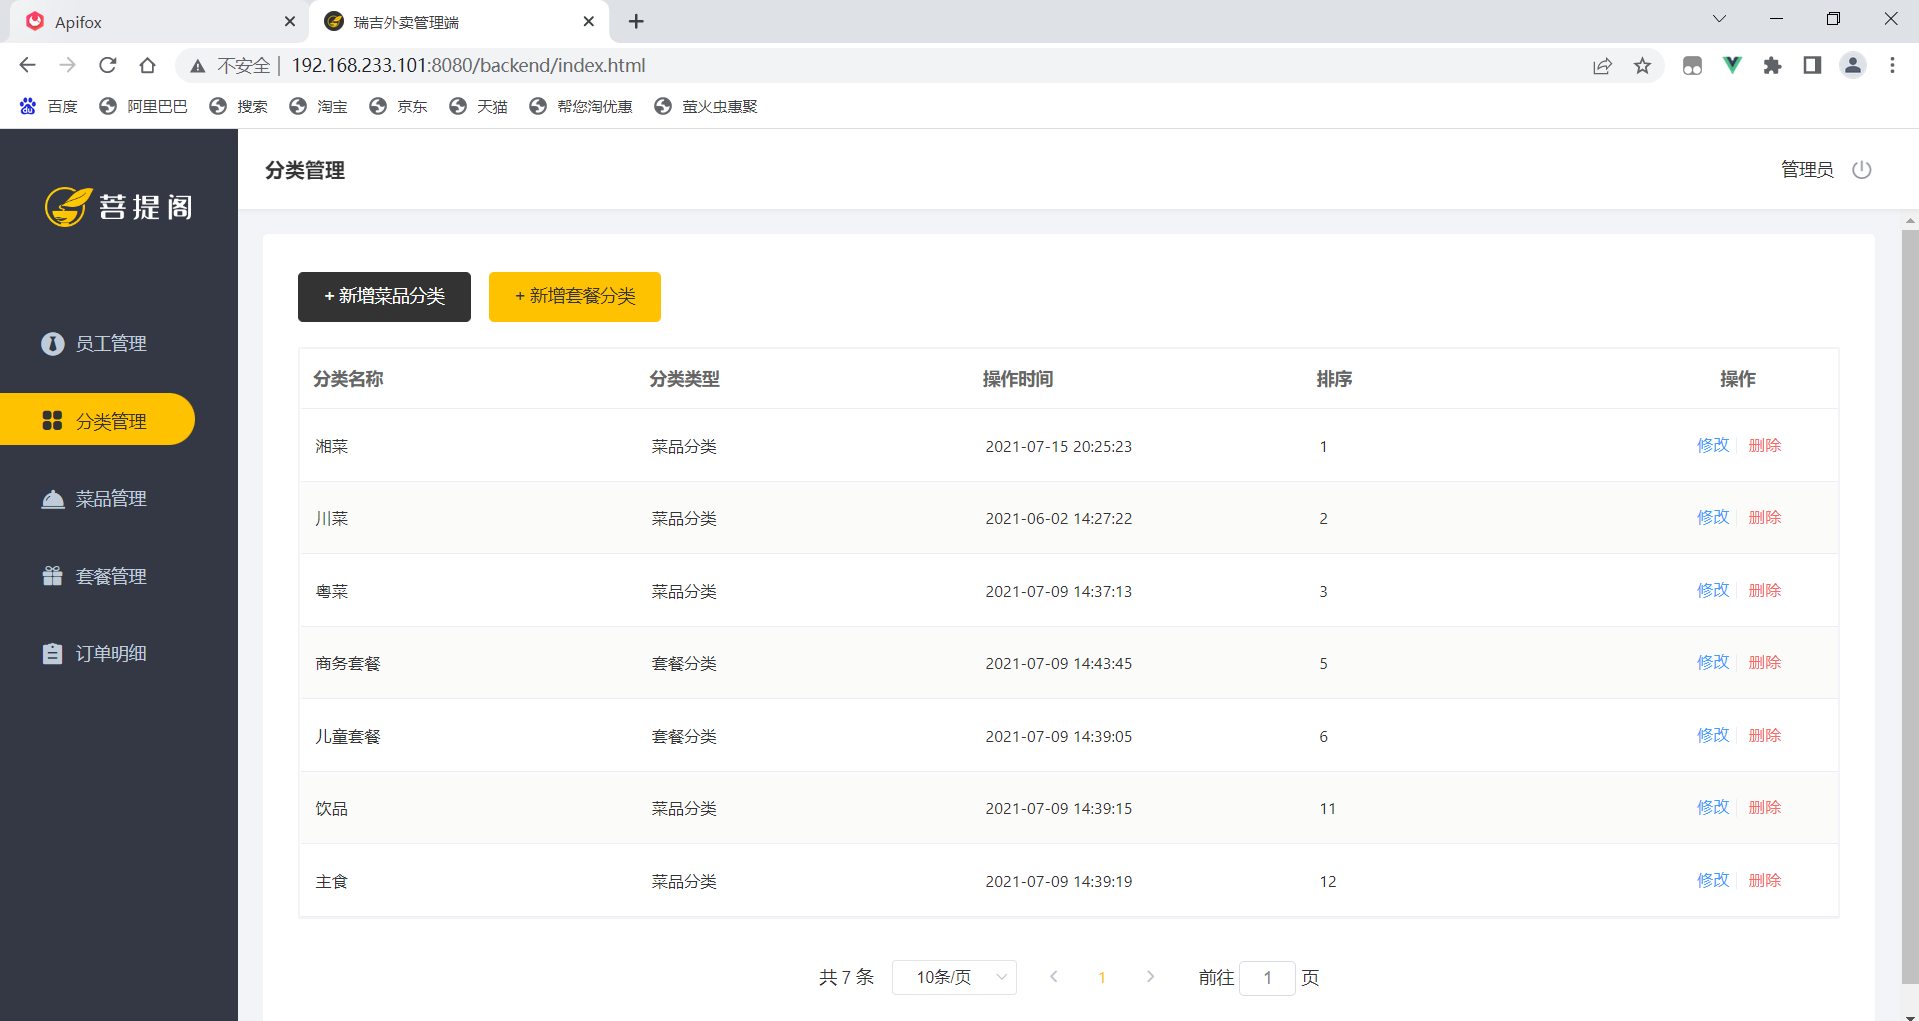 Apifox
瑞吉外卖管理端
不安全 192.168.233.101:8080/backend/index.html
百度 阿里巴巴 搜索 淘宝 京东 天猫 帮您淘优惠 萤火虫惠聚
菩提阁
分类管理
管理员
员工管理
分类管理
菜品管理
套餐管理
订单明细
+ 新增菜品分类 + 新增套餐分类
分类名称 分类类型 操作时间 排序 操作
湘菜 菜品分类 2021-07-15 20:25:23 1 修改 删除
川菜 菜品分类 2021-06-02 14:27:22 2 修改 删除
粤菜 菜品分类 2021-07-09 14:37:13 3 修改 删除
商务套餐 套餐分类 2021-07-09 14:43:45 5 修改 删除
儿童套餐 套餐分类 2021-07-09 14:39:05 6 修改 删除
饮品 菜品分类 2021-07-09 14:39:15 11 修改 删除
主食 菜品分类 2021-07-09 14:39:19 12 修改 删除
共 7 条 10条/页 1 前往 1 页